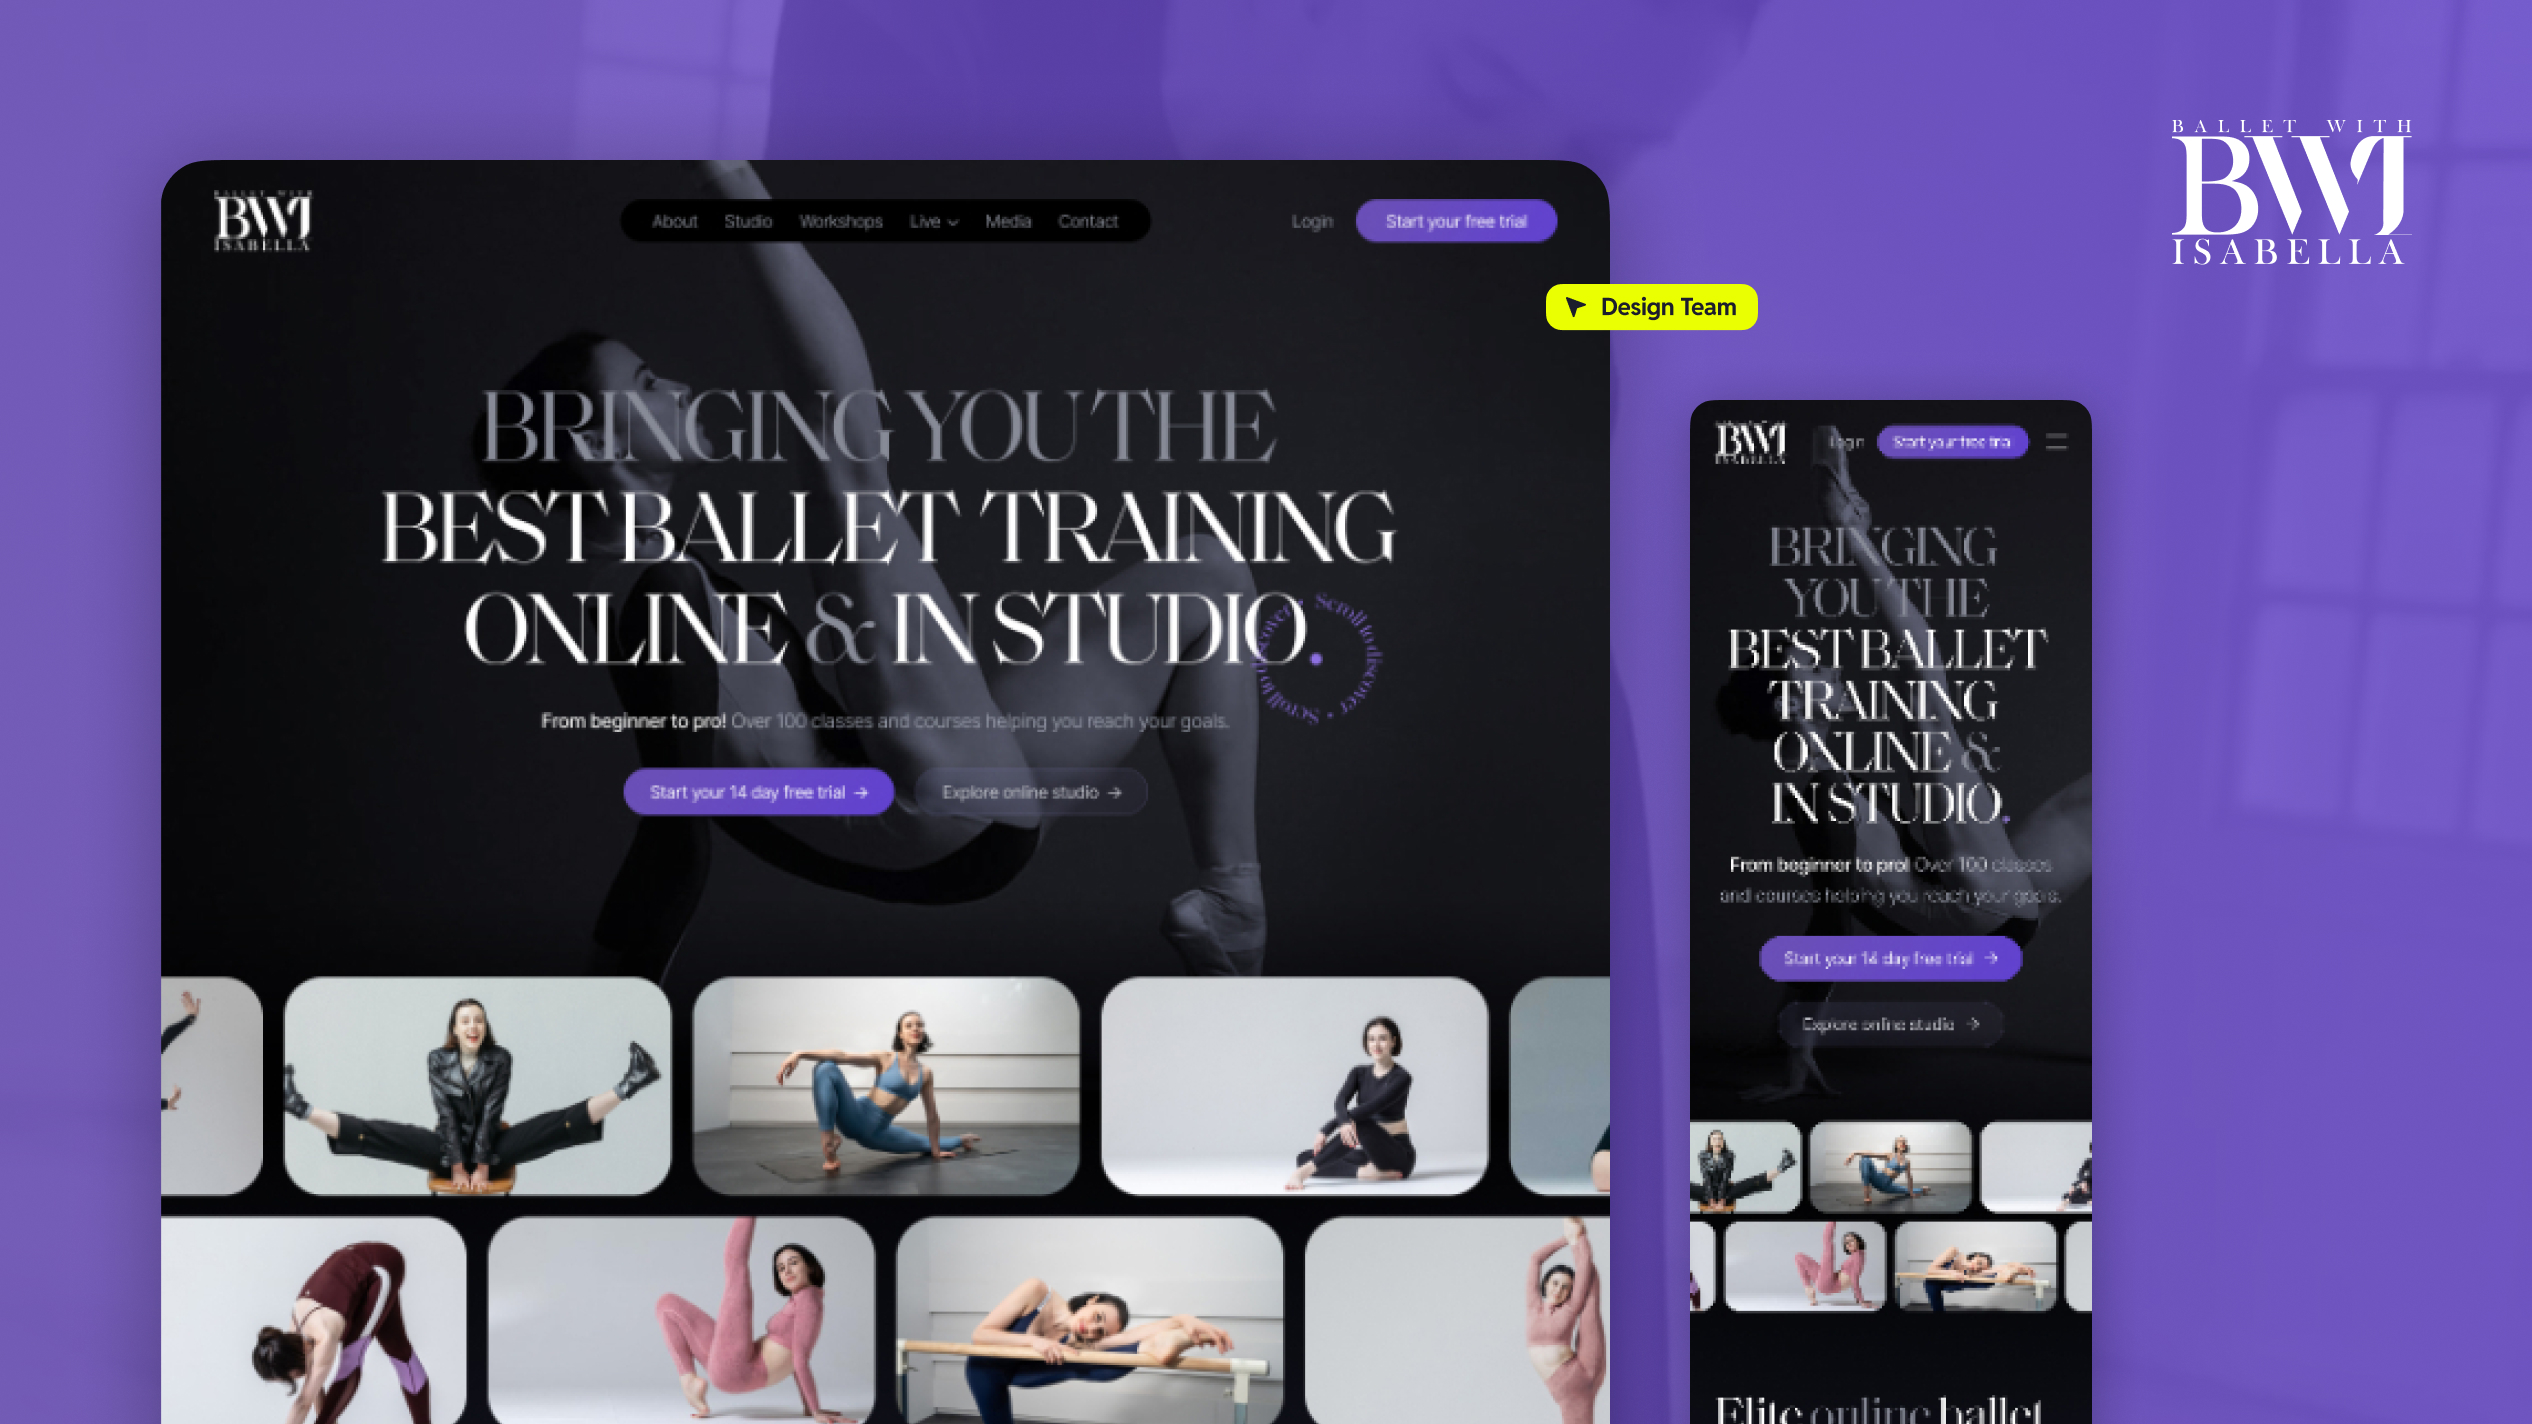 BALLET WITH
BWI
ISABELLA
BALLET WITH
BWI
ISABELLA
About Studio Workshops Live Media Contact
Login
Start your free trial
Design Team
BRINGING YOU THE
BEST BALLET TRAINING
ONLINE & IN STUDIO.
Scroll to discover • Scroll to discover •
From beginner to pro! Over 100 classes and courses helping you reach your goals.
Start your 14 day free trial →
Explore online studio →
BWI
ISABELLA
Login
Start your free trial
BRINGING
YOU THE
BEST BALLET
TRAINING
ONLINE &
IN STUDIO.
From beginner to pro! Over 100 classes
and courses helping you reach your goals.
Start your 14 day free trial →
Explore online studio →
Elite online ballet